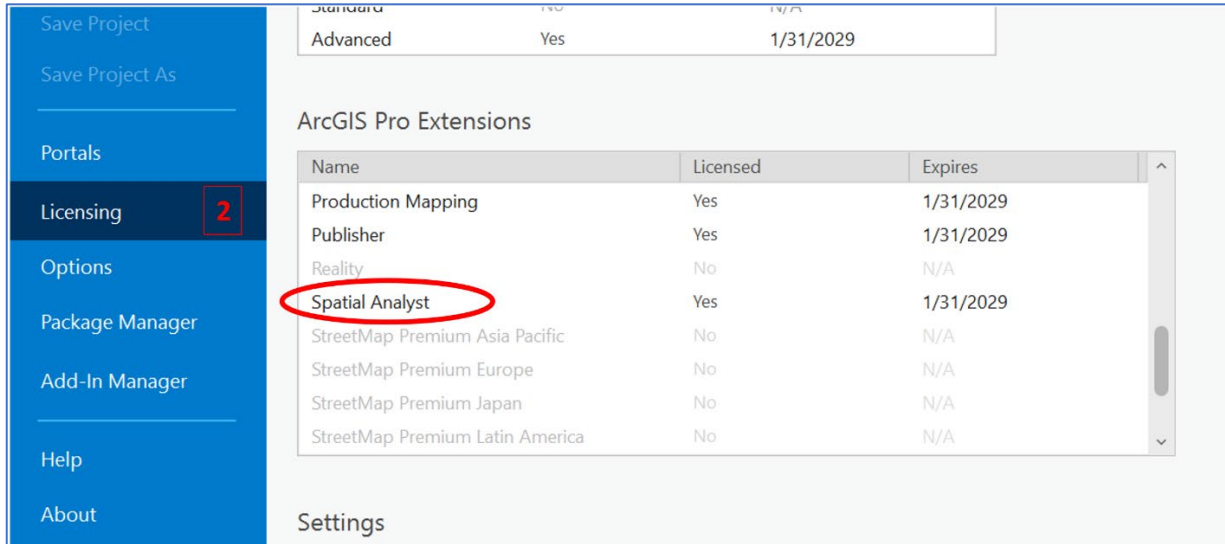 Save Project
Save Project As
Portals
Licensing 2
Options
Package Manager
Add-In Manager
Help
About
Standard No N/A
Advanced Yes 1/31/2029
ArcGIS Pro Extensions
Name Licensed Expires
Production Mapping Yes 1/31/2029
Publisher Yes 1/31/2029
Reality No N/A
Spatial Analyst Yes 1/31/2029
StreetMap Premium Asia Pacific No N/A
StreetMap Premium Europe No N/A
StreetMap Premium Japan No N/A
StreetMap Premium Latin America No N/A
Settings